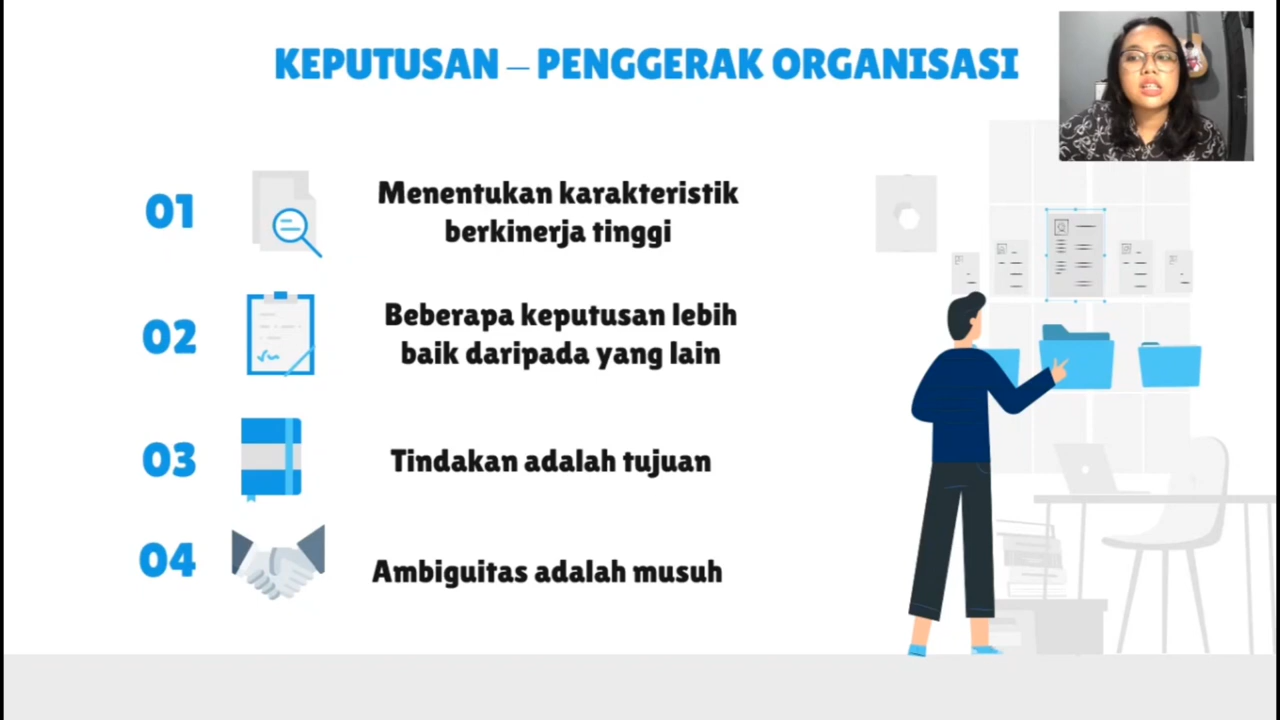 KEPUTUSAN – PENGGERAK ORGANISASI
01
Menentukan karakteristik
berkinerja tinggi
02
Beberapa keputusan lebih
baik daripada yang lain
03
Tindakan adalah tujuan
04
Ambiguitas adalah musuh